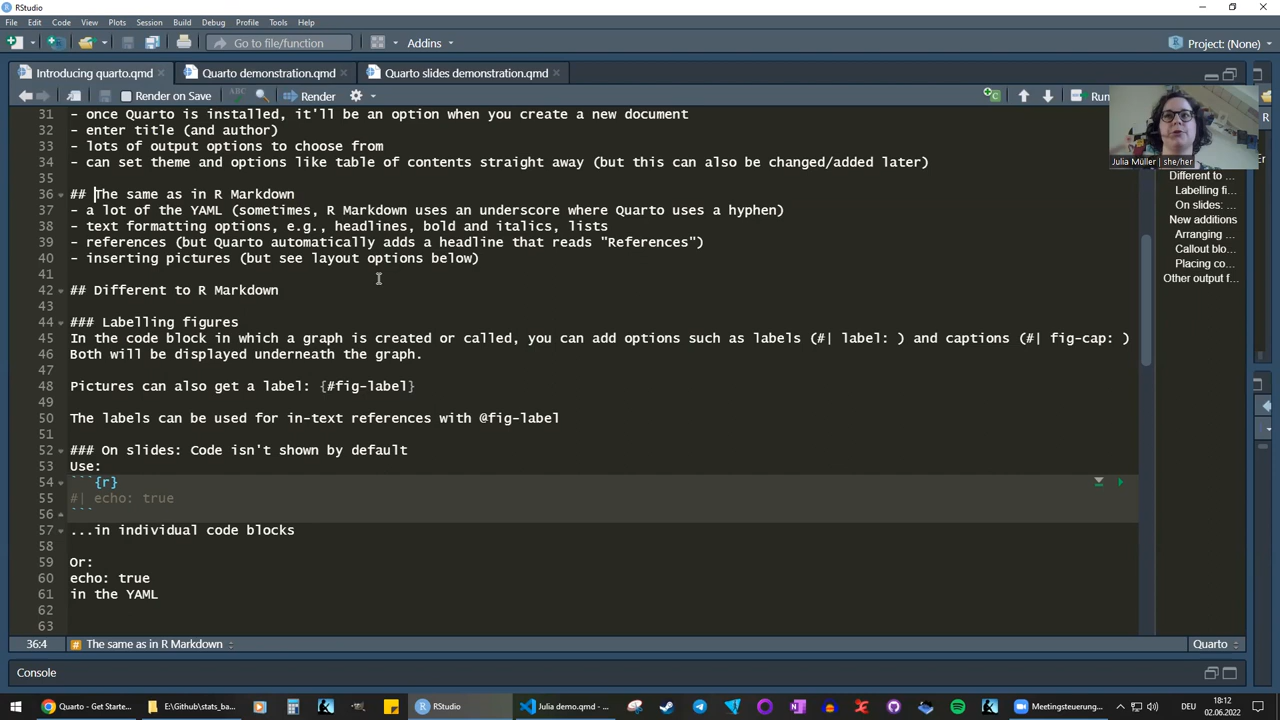 RStudio
File Edit Code View Plots Session Build Debug Profile Tools Help
Go to file/function Addins Project: (None)
Introducing quarto.qmd Quarto demonstration.qmd Quarto slides demonstration.qmd
Render on Save ABC Render Run
31 - once Quarto is installed, it'll be an option when you create a new document
32 - enter title (and author)
33 - lots of output options to choose from
34 - can set theme and options like table of contents straight away (but this can also be changed/added later)
35
36 ## The same as in R Markdown
37 - a lot of the YAML (sometimes, R Markdown uses an underscore where Quarto uses a hyphen)
38 - text formatting options, e.g., headlines, bold and italics, lists
39 - references (but Quarto automatically adds a headline that reads "References")
40 - inserting pictures (but see layout options below)
41
42 ## Different to R Markdown
43
44 ### Labelling figures
45 In the code block in which a graph is created or called, you can add options such as labels (#| label: ) and captions (#| fig-cap: )
46 Both will be displayed underneath the graph.
47
48 Pictures can also get a label: {#fig-label}
49
50 The labels can be used for in-text references with @fig-label
51
52 ### On slides: Code isn't shown by default
53 Use:
54 ```{r}
55 #| echo: true
56 ```
57 ...in individual code blocks
58
59 Or:
60 echo: true
61 in the YAML
62
63
Julia Müller | she/her
Different to ...
Labelling fi...
On slides: ...
New additions
Arranging ...
Callout blo...
Placing co...
Other output f...
36:4 The same as in R Markdown Quarto
Console
Quarto - Get Starte... E:\Github\stats_ba... RStudio Julia demo.qmd - ... Meetingsteuerung... DEU 18:12
02.06.2022